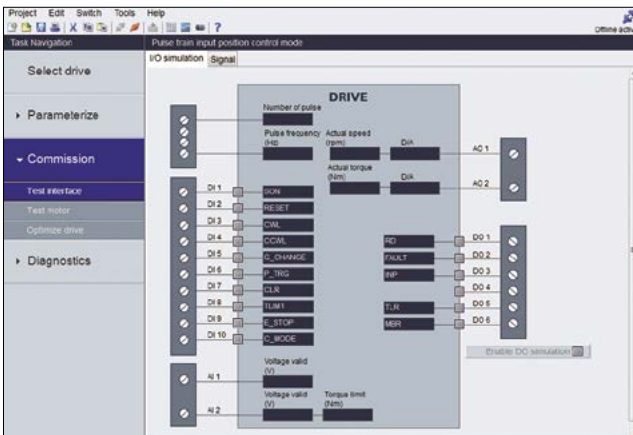 Project Edit Switch Tools Help
Offline acti
Task Navigation
Pulse train input position control mode
I/O simulation Signal
Select drive
Parameterize
Commission
Test interface
Test motor
Optimize drive
Diagnostics
DRIVE
Number of pulse
Pulse frequency (Hz)
Actual speed (rpm)
D/A
AO 1
Actual torque (Nm)
D/A
AO 2
DI 1 SON
DI 2 RESET
DI 3 CWL
DI 4 CCWL
DI 5 G_CHANGE
DI 6 P_TRG
DI 7 CLR
DI 8 TLIM1
DI 9 E_STOP
DI 10 C_MODE
RD DO 1
FAULT DO 2
INP DO 3
DO 4
TLR DO 5
MBR DO 6
Enable DO simulation
AI 1
Voltage valid (V)
AI 2
Voltage valid (V)
Torque limit (Nm)